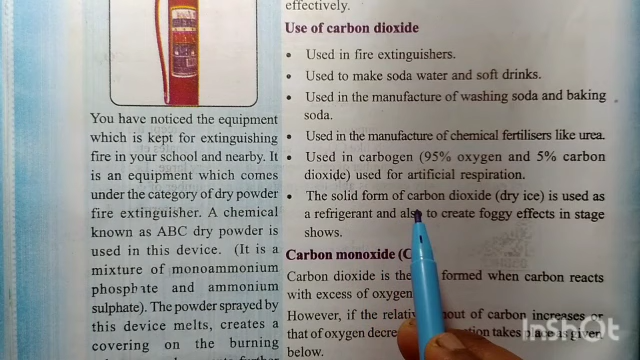 You have noticed the equipment
which is kept for extinguishing
fire in your school and nearby. It
is an equipment which comes
under the category of dry powder
fire extinguisher. A chemical
known as ABC dry powder is
used in this device. (It is a
mixture of monoammonium
phosphate and ammonium
sulphate). The powder sprayed by
this device melts, creates a
covering on the burning
effectively.
Use of carbon dioxide
• Used in fire extinguishers.
• Used to make soda water and soft drinks.
• Used in the manufacture of washing soda and baking
soda.
• Used in the manufacture of chemical fertilisers like urea.
• Used in carbogen (95% oxygen and 5% carbon
dioxide) used for artificial respiration.
• The solid form of carbon dioxide (dry ice) is used as
a refrigerant and also to create foggy effects in stage
shows.
Carbon monoxide (C
Carbon dioxide is the formed when carbon reacts
with excess of oxygen
However, if the of carbon increases or
that of oxygen takes place is given
below.
InShOt